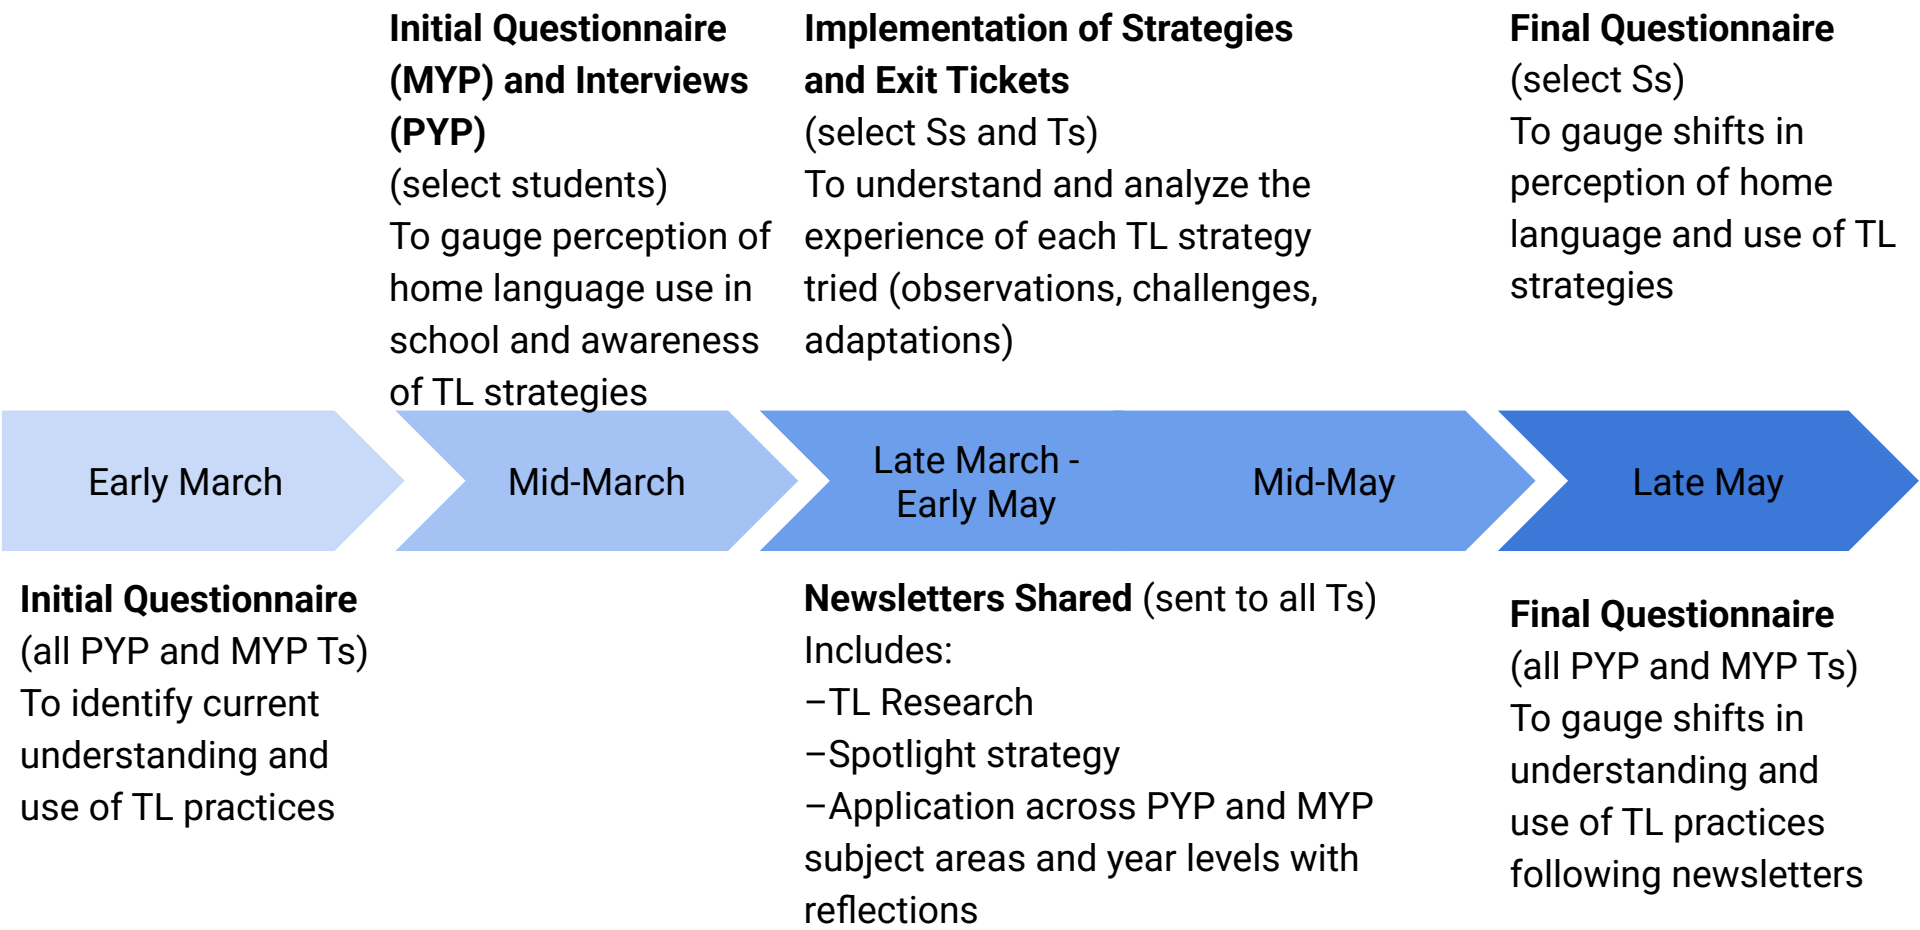 Initial Questionnaire
(MYP) and Interviews
(PYP)
(select students)
To gauge perception of
home language use in
school and awareness
of TL strategies
Implementation of Strategies
and Exit Tickets
(select Ss and Ts)
To understand and analyze the
experience of each TL strategy
tried (observations, challenges,
adaptations)
Final Questionnaire
(select Ss)
To gauge shifts in
perception of home
language and use of TL
strategies
Early March
Mid-March
Late March -
Early May
Mid-May
Late May
Initial Questionnaire
(all PYP and MYP Ts)
To identify current
understanding and
use of TL practices
Newsletters Shared (sent to all Ts)
Includes:
–TL Research
–Spotlight strategy
–Application across PYP and MYP
subject areas and year levels with
reflections
Final Questionnaire
(all PYP and MYP Ts)
To gauge shifts in
understanding and
use of TL practices
following newsletters